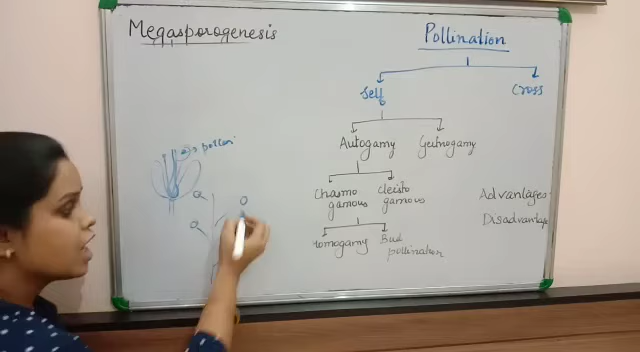 Megasporogenesis
Pollination
Self
Cross
Autogamy
Geitnogamy
Chasmo
gamous
cleisto
gamous
Homogamy
Bud
pollination
Advantages
Disadvantage
pollen